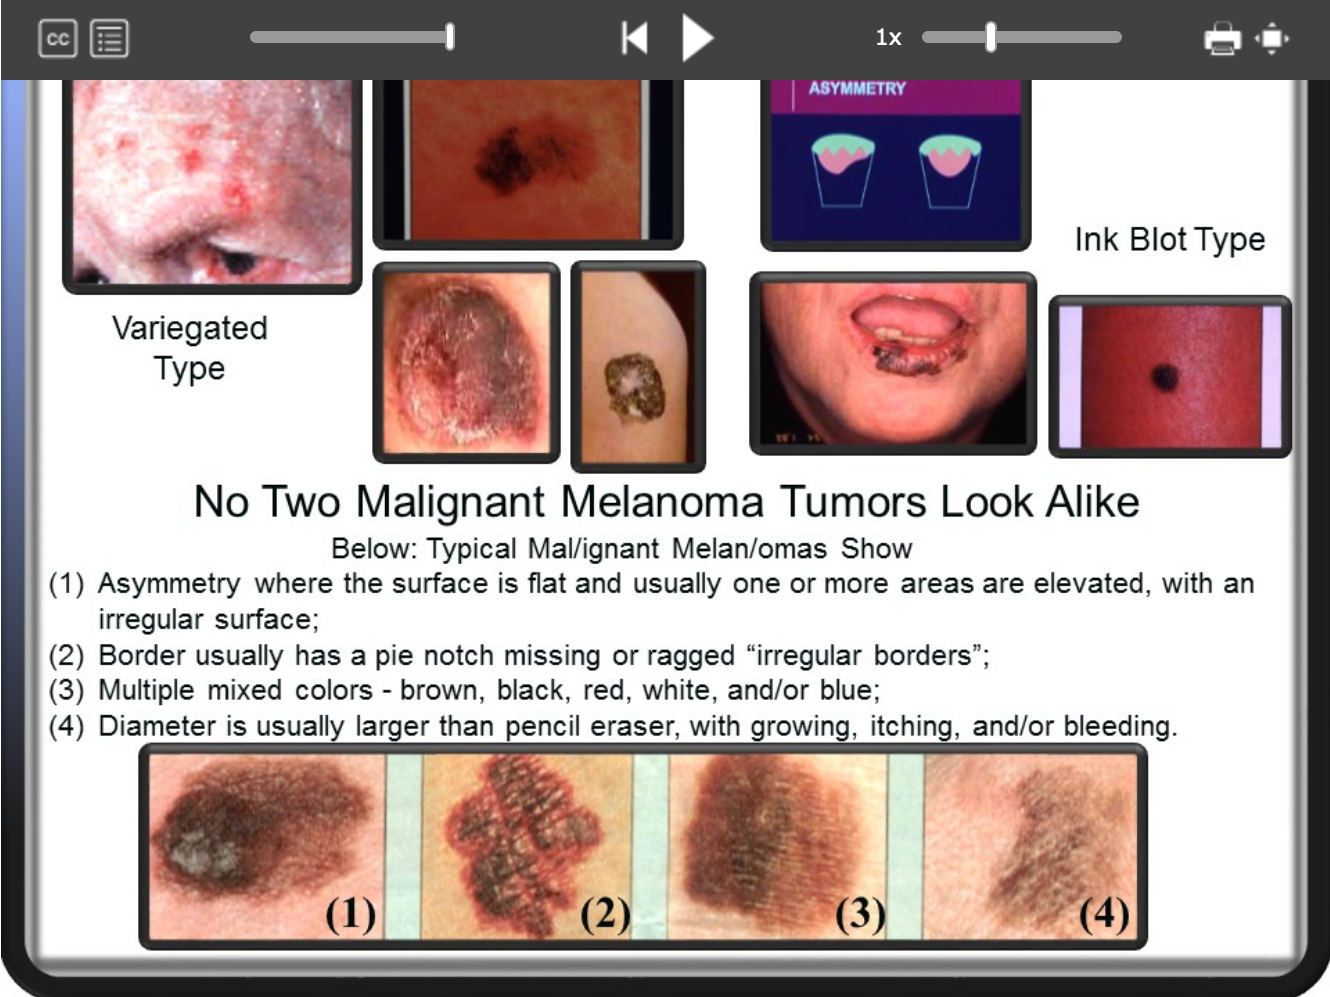 CC
1x
ASYMMETRY
Ink Blot Type
Variegated
Type
No Two Malignant Melanoma Tumors Look Alike
Below: Typical Mal/ignant Melan/omas Show
(1) Asymmetry where the surface is flat and usually one or more areas are elevated, with an
irregular surface;
(2) Border usually has a pie notch missing or ragged “irregular borders”;
(3) Multiple mixed colors - brown, black, red, white, and/or blue;
(4) Diameter is usually larger than pencil eraser, with growing, itching, and/or bleeding.
(1) (2) (3) (4)